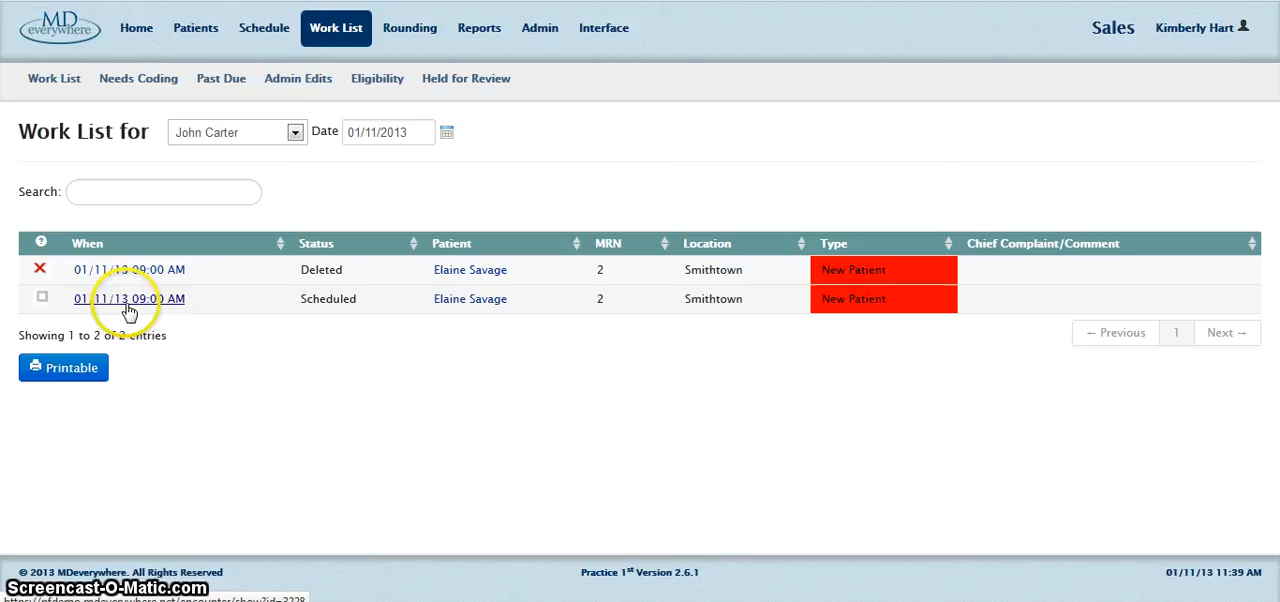 MD
everywhere
Home Patients Schedule Work List Rounding Reports Admin Interface Sales Kimberly Hart
Work List Needs Coding Past Due Admin Edits Eligibility Held for Review
Work List for John Carter Date 01/11/2013
Search:
? When Status Patient MRN Location Type Chief Complaint/Comment
01/11/13 09:00 AM Deleted Elaine Savage 2 Smithtown New Patient
01/11/13 09:00 AM Scheduled Elaine Savage 2 Smithtown New Patient
Showing 1 to 2 of 2 entries ← Previous 1 Next →
Printable
© 2013 MDeverywhere. All Rights Reserved Practice 1st Version 2.6.1 01/11/13 11:39 AM
Screencast-O-Matic.com